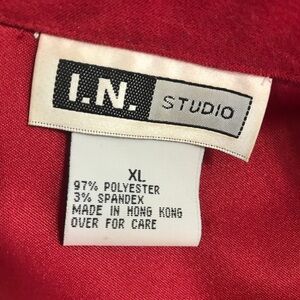 I.N. STUDIO
XL
97% POLYESTER
3% SPANDEX
MADE IN HONG KONG
OVER FOR CARE